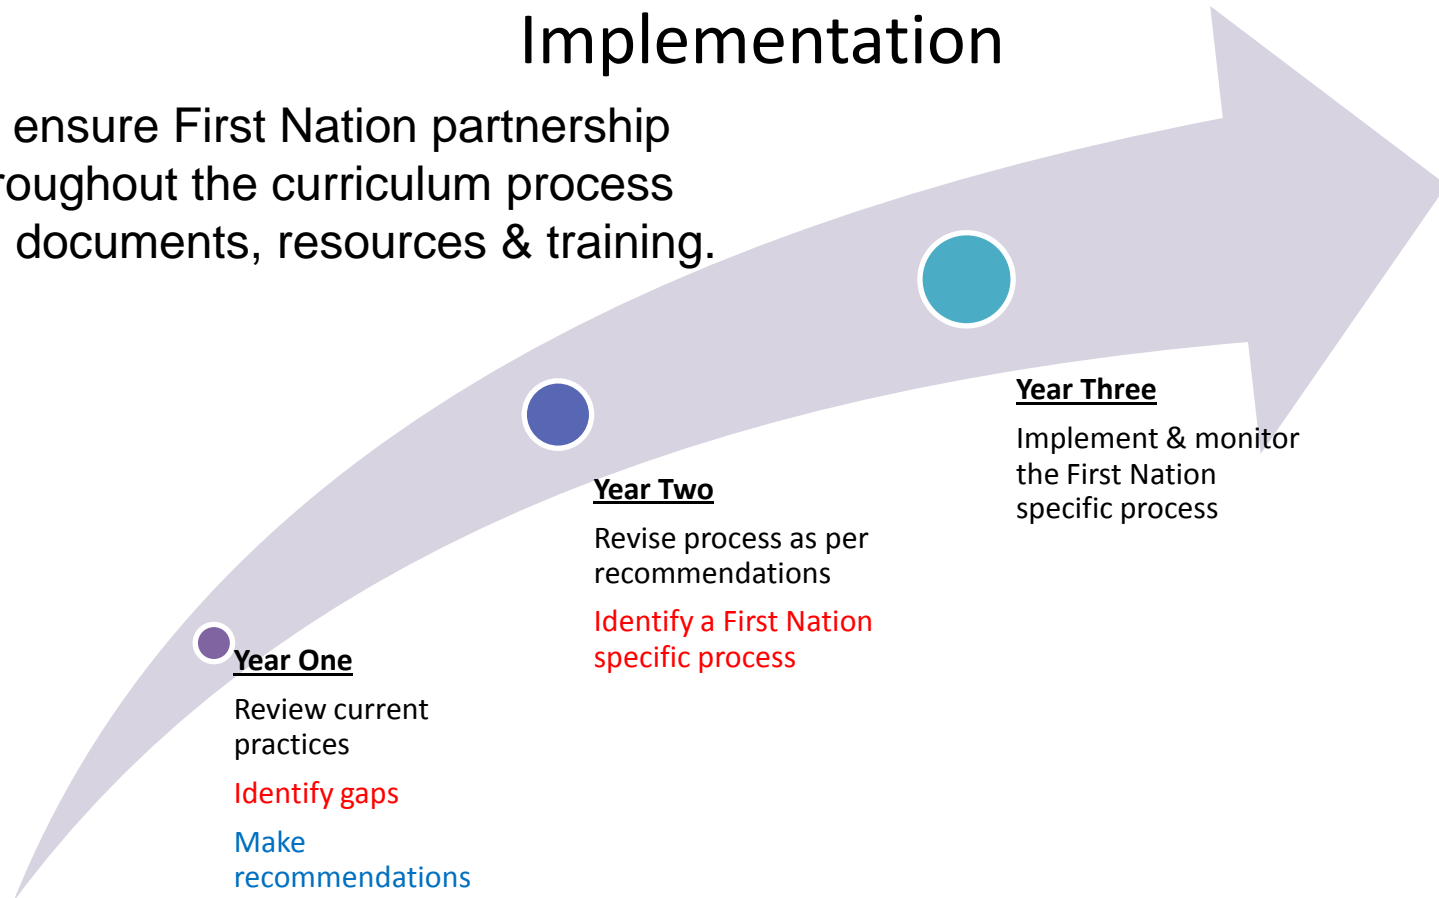 Implementation
ensure First Nation partnership
roughout the curriculum process
documents, resources & training.
Year Three
Implement & monitor
the First Nation
specific process
Year Two
Revise process as per
recommendations
Identify a First Nation
specific process
Year One
Review current
practices
Identify gaps
Make
recommendations